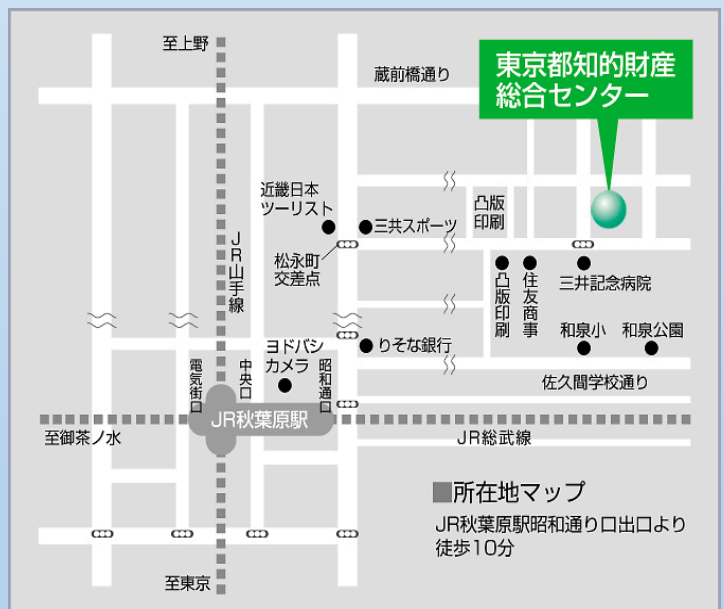 至上野
蔵前橋通り
東京都知的財産
総合センター
近畿日本
ツーリスト
三共スポーツ
凸版
印刷
JR山手線
松永町
交差点
凸版印刷
住友商事
三井記念病院
ヨドバシ
カメラ
りそな銀行
和泉小
和泉公園
電気街口
中央口
昭和通口
佐久間学校通り
JR秋葉原駅
至御茶ノ水
JR総武線
■所在地マップ
JR秋葉原駅昭和通り口出口より
徒歩10分
至東京